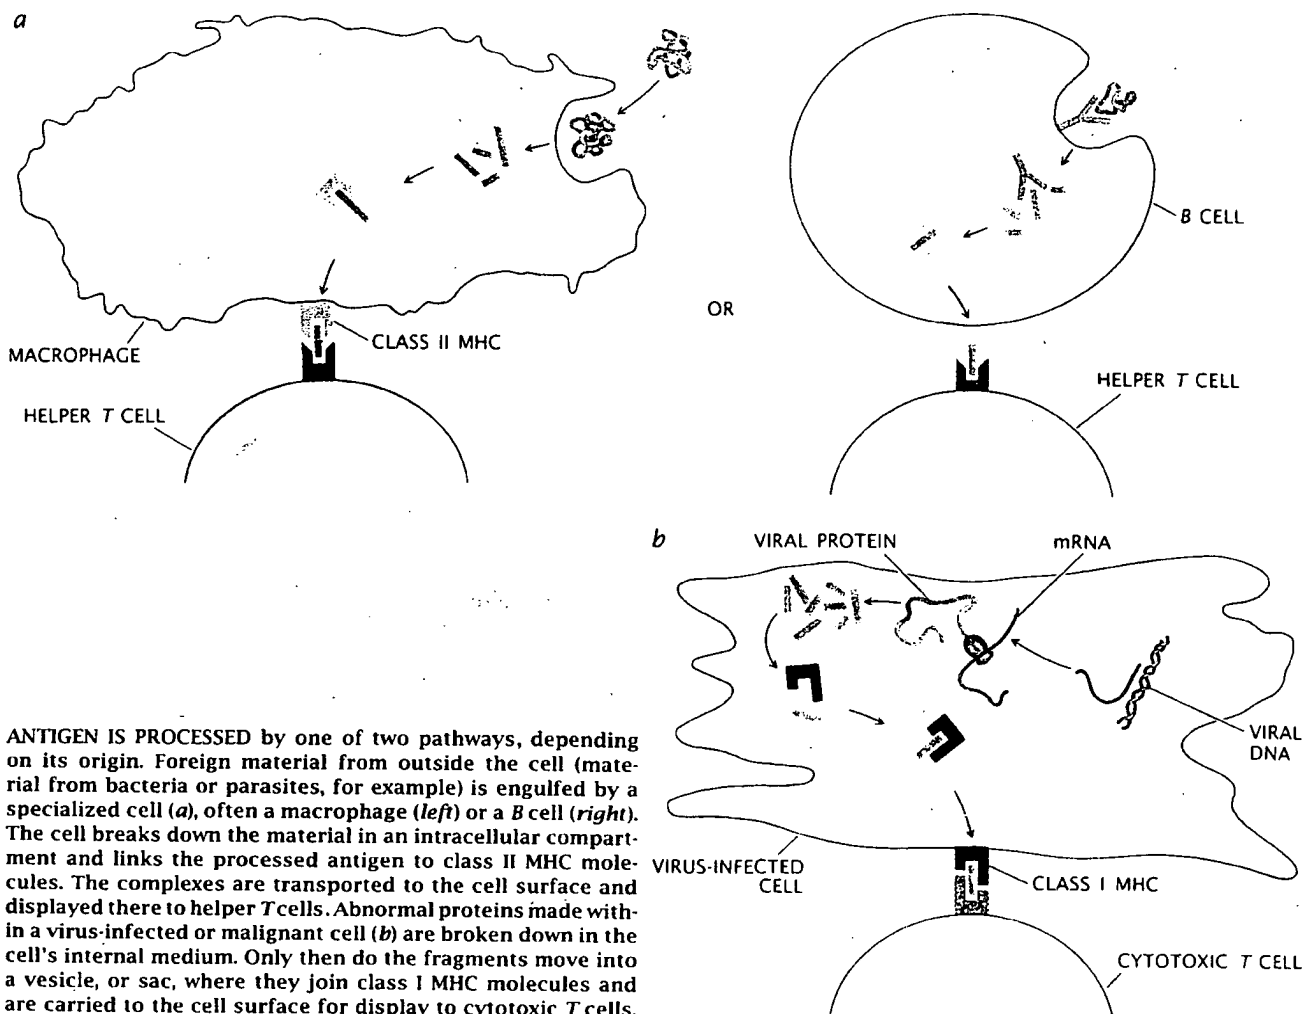 a
B CELL
OR
CLASS II MHC
MACROPHAGE
HELPER T CELL
HELPER T CELL
b
VIRAL PROTEIN
mRNA
VIRAL
DNA
VIRUS-INFECTED
CELL
CLASS I MHC
CYTOTOXIC T CELL
ANTIGEN IS PROCESSED by one of two pathways, depending
on its origin. Foreign material from outside the cell (mate-
rial from bacteria or parasites, for example) is engulfed by a
specialized cell (a), often a macrophage (left) or a B cell (right).
The cell breaks down the material in an intracellular compart-
ment and links the processed antigen to class II MHC mole-
cules. The complexes are transported to the cell surface and
displayed there to helper T cells. Abnormal proteins made with-
in a virus-infected or malignant cell (b) are broken down in the
cell's internal medium. Only then do the fragments move into
a vesicle, or sac, where they join class I MHC molecules and
are carried to the cell surface for display to cytotoxic T cells.